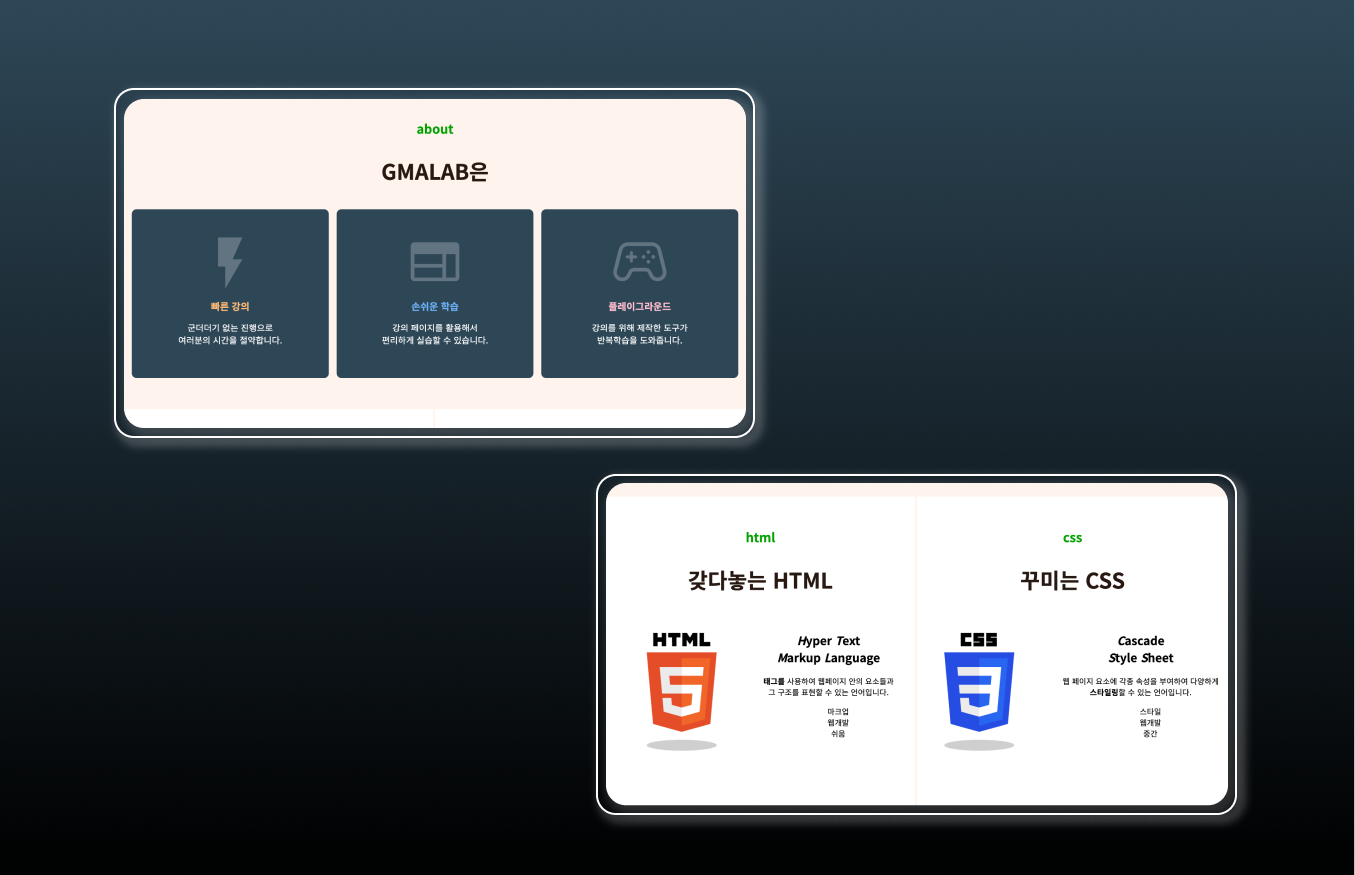 about
GMALAB은
빠른 강의
군더더기 없는 진행으로
여러분의 시간을 절약합니다.
손쉬운 학습
강의 페이지를 활용해서
편리하게 실습할 수 있습니다.
플레이그라운드
강의를 위해 제작한 도구가
반복학습을 도와줍니다.
html
갖다놓는 HTML
HTML
5
Hyper Text
Markup Language
태그를 사용하여 웹페이지 안의 요소들과
그 구조를 표현할 수 있는 언어입니다.
마크업
웹개발
쉬움
css
꾸미는 CSS
CSS
3
Cascade
Style Sheet
웹 페이지 요소에 각종 속성을 부여하여 다양하게
스타일링할 수 있는 언어입니다.
스타일
웹개발
중간